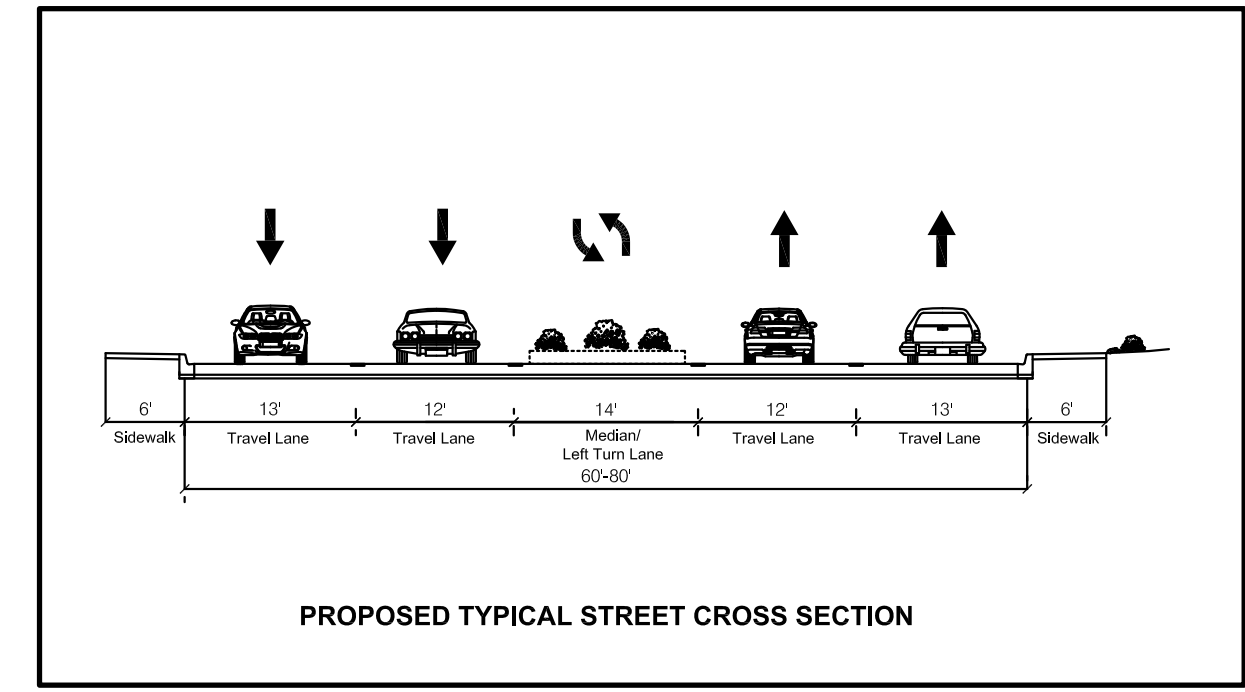 6' 13' 12' 14' 12' 13' 6'
Sidewalk Travel Lane Travel Lane Median/ Travel Lane Travel Lane Sidewalk
Left Turn Lane
60'-80'
PROPOSED TYPICAL STREET CROSS SECTION